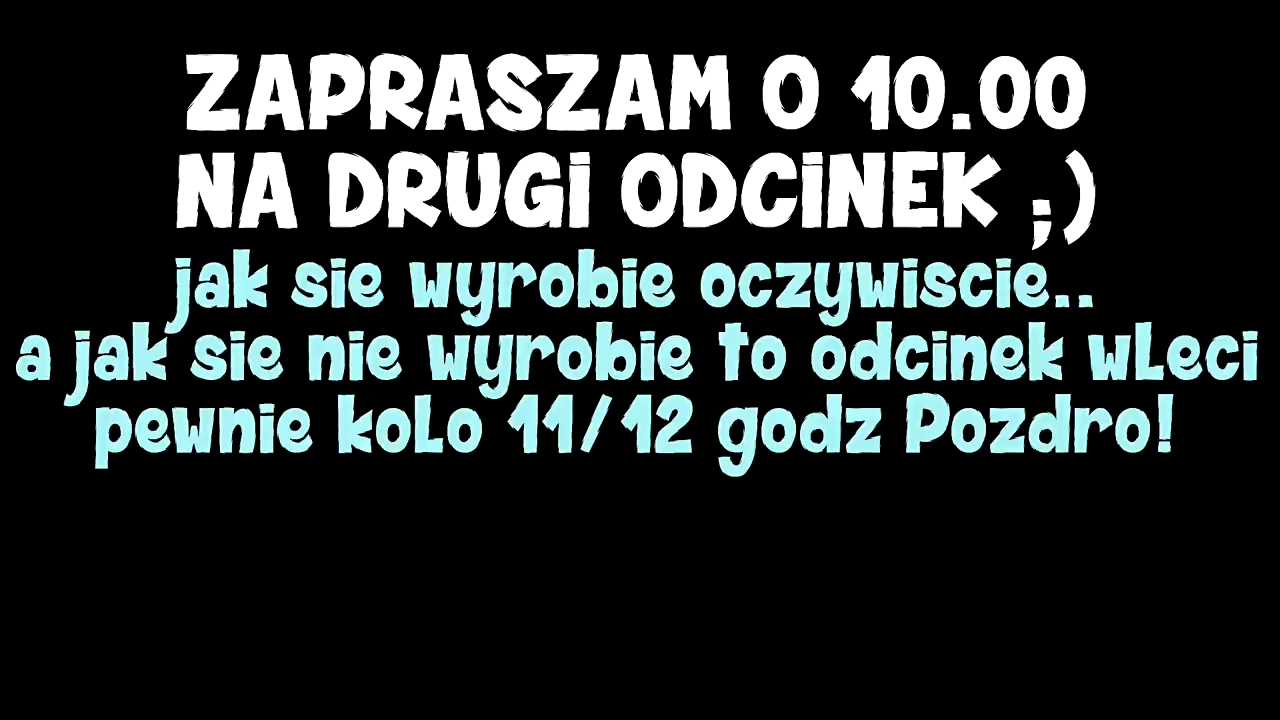 ZAPRASZAM O 10.00
NA DRUGI ODCINEK ;)
jak sie wyrobie oczywiscie..
a jak sie nie wyrobie to odcinek wleci
pewnie kolo 11/12 godz Pozdro!